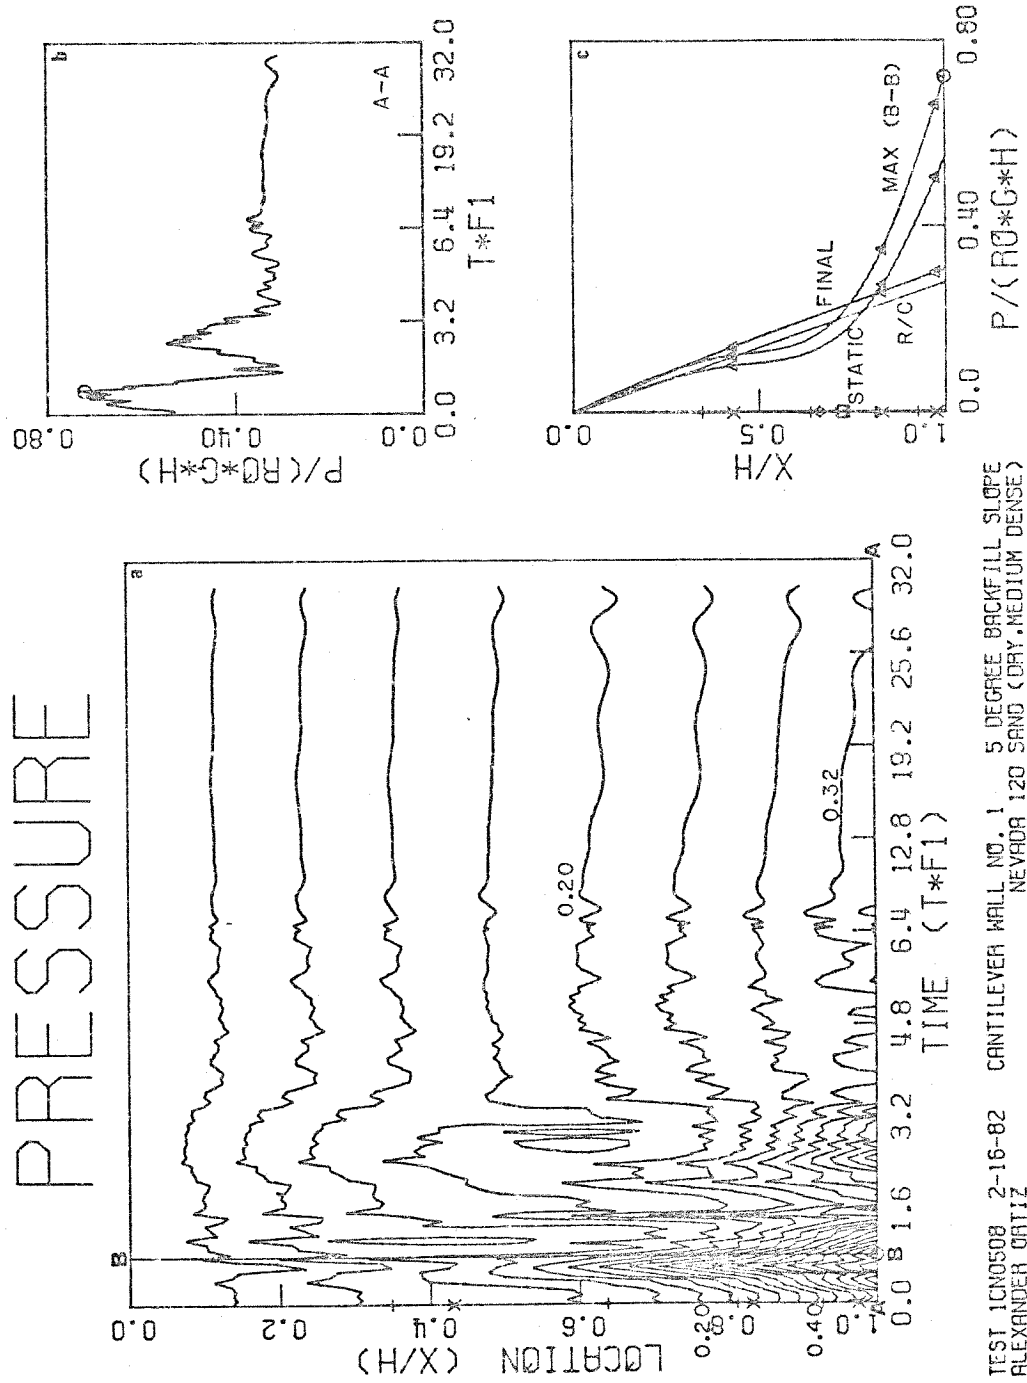 PRESSURE
a
B
LOCATION
(X/H)
0.0
0.2
0.4
0.6
0.8
1.0
0.20
0.40
0.20
0.32
A
A
B
0.0
1.6
3.2
4.8
6.4
12.8
19.2
25.6
32.0
TIME (T*F1)
b
P/(RO*G*H)
0.80
0.40
0.0
A-A
0.0
3.2
6.4
19.2
32.0
T*F1
c
X/H
0.0
0.5
1.0
STATIC
FINAL
R/C
MAX (B-B)
0.0
0.40
0.80
P/(RO*G*H)
TEST 1CN0508 2-16-82 CANTILEVER WALL NO. 1 5 DEGREE BACKFILL SLOPE
ALEXANDER ORTIZ NEVADA 120 SAND (DRY,MEDIUM DENSE)